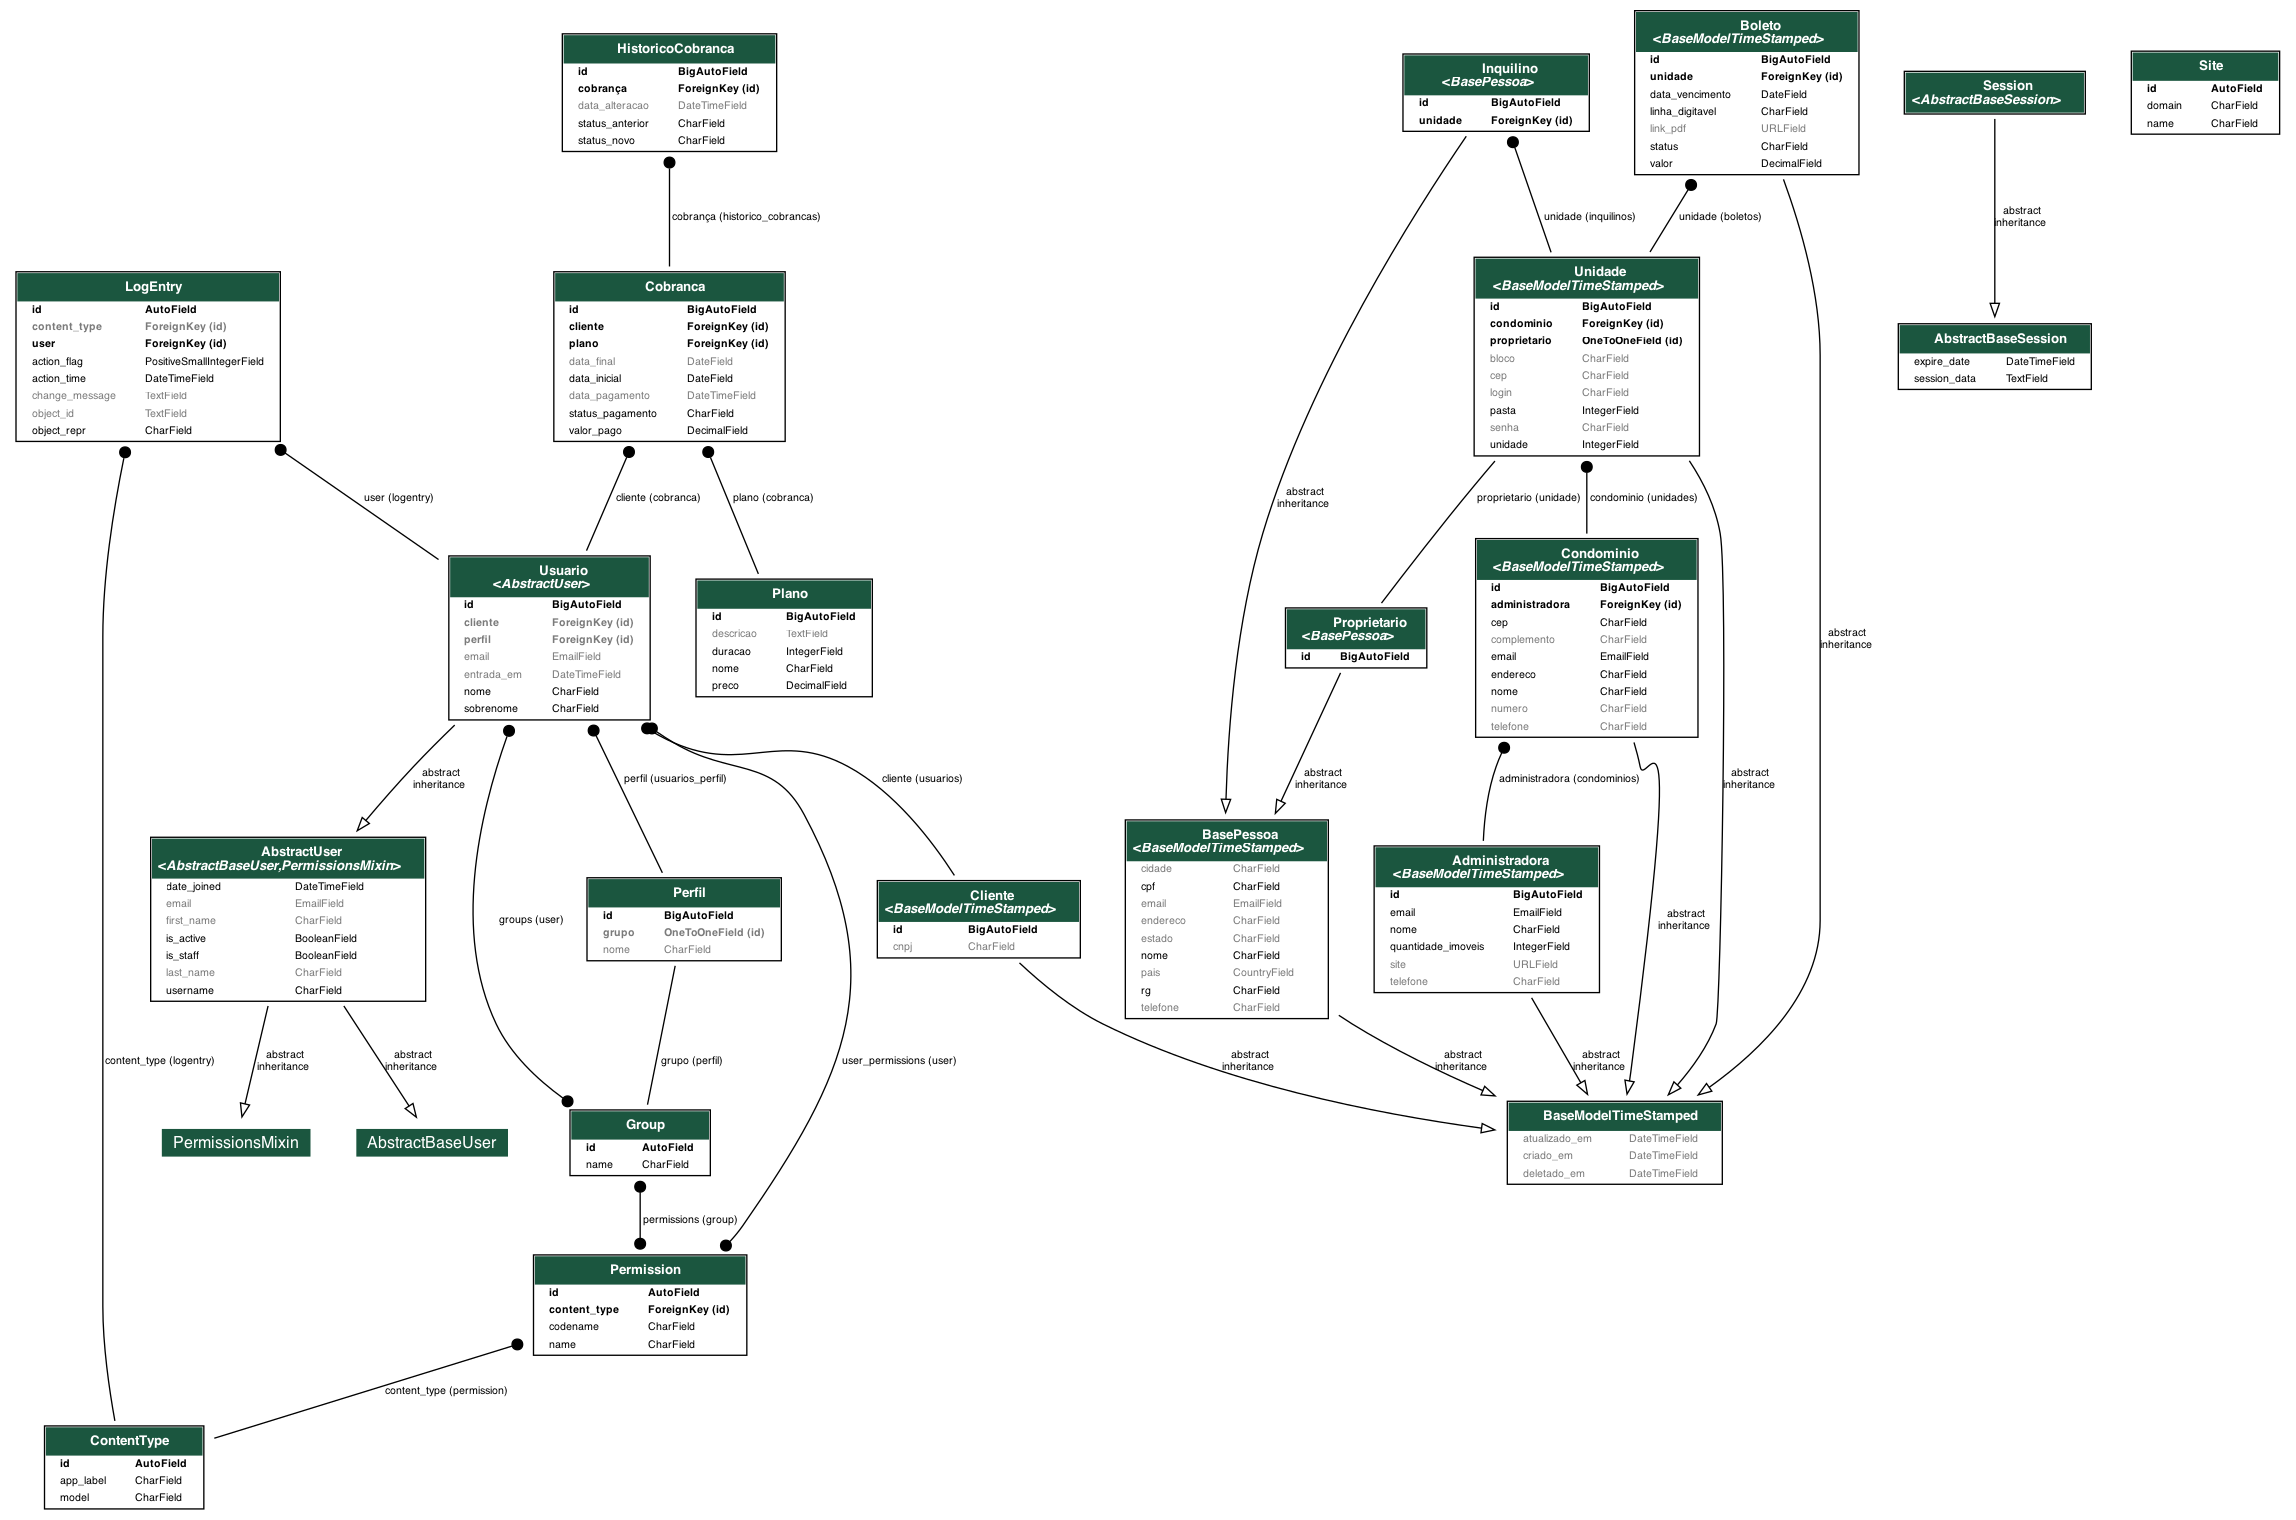 HistoricoCobranca
id BigAutoField
cobrança ForeignKey (id)
data_alteracao DateTimeField
status_anterior CharField
status_novo CharField
cobrança (historico_cobrancas)
LogEntry
id AutoField
content_type ForeignKey (id)
user ForeignKey (id)
action_flag PositiveSmallIntegerField
action_time DateTimeField
change_message TextField
object_id TextField
object_repr CharField
Cobranca
id BigAutoField
cliente ForeignKey (id)
plano ForeignKey (id)
data_final DateField
data_inicial DateField
data_pagamento DateTimeField
status_pagamento CharField
valor_pago DecimalField
user (logentry)
cliente (cobranca)
plano (cobranca)
Usuario
<AbstractUser>
id BigAutoField
cliente ForeignKey (id)
perfil ForeignKey (id)
email EmailField
entrada_em DateTimeField
nome CharField
sobrenome CharField
Plano
id BigAutoField
descricao TextField
duracao IntegerField
nome CharField
preco DecimalField
abstract
inheritance
perfil (usuarios_perfil)
cliente (usuarios)
AbstractUser
<AbstractBaseUser,PermissionsMixin>
date_joined DateTimeField
email EmailField
first_name CharField
is_active BooleanField
is_staff BooleanField
last_name CharField
username CharField
groups (user)
Perfil
id BigAutoField
grupo OneToOneField (id)
nome CharField
Cliente
<BaseModelTimeStamped>
id BigAutoField
cnpj CharField
content_type (logentry)
abstract
inheritance
abstract
inheritance
grupo (perfil)
user_permissions (user)
PermissionsMixin
AbstractBaseUser
Group
id AutoField
name CharField
permissions (group)
Permission
id AutoField
content_type ForeignKey (id)
codename CharField
name CharField
content_type (permission)
ContentType
id AutoField
app_label CharField
model CharField
Inquilino
<BasePessoa>
id BigAutoField
unidade ForeignKey (id)
Boleto
<BaseModelTimeStamped>
id BigAutoField
unidade ForeignKey (id)
data_vencimento DateField
linha_digitavel CharField
link_pdf URLField
status CharField
valor DecimalField
unidade (inquilinos)
unidade (boletos)
Unidade
<BaseModelTimeStamped>
id BigAutoField
condominio ForeignKey (id)
proprietario OneToOneField (id)
bloco CharField
cep CharField
login CharField
pasta IntegerField
senha CharField
unidade IntegerField
abstract
inheritance
proprietario (unidade)
condominio (unidades)
Condominio
<BaseModelTimeStamped>
id BigAutoField
administradora ForeignKey (id)
cep CharField
complemento CharField
email EmailField
endereco CharField
nome CharField
numero CharField
telefone CharField
Proprietario
<BasePessoa>
id BigAutoField
abstract
inheritance
abstract
inheritance
administradora (condominios)
abstract
inheritance
BasePessoa
<BaseModelTimeStamped>
cidade CharField
cpf CharField
email EmailField
endereco CharField
estado CharField
nome CharField
pais CountryField
rg CharField
telefone CharField
Administradora
<BaseModelTimeStamped>
id BigAutoField
email EmailField
nome CharField
quantidade_imoveis IntegerField
site URLField
telefone CharField
abstract
inheritance
abstract
inheritance
abstract
inheritance
abstract
inheritance
BaseModelTimeStamped
atualizado_em DateTimeField
criado_em DateTimeField
deletado_em DateTimeField
Session
<AbstractBaseSession>
abstract
inheritance
AbstractBaseSession
expire_date DateTimeField
session_data TextField
Site
id AutoField
domain CharField
name CharField